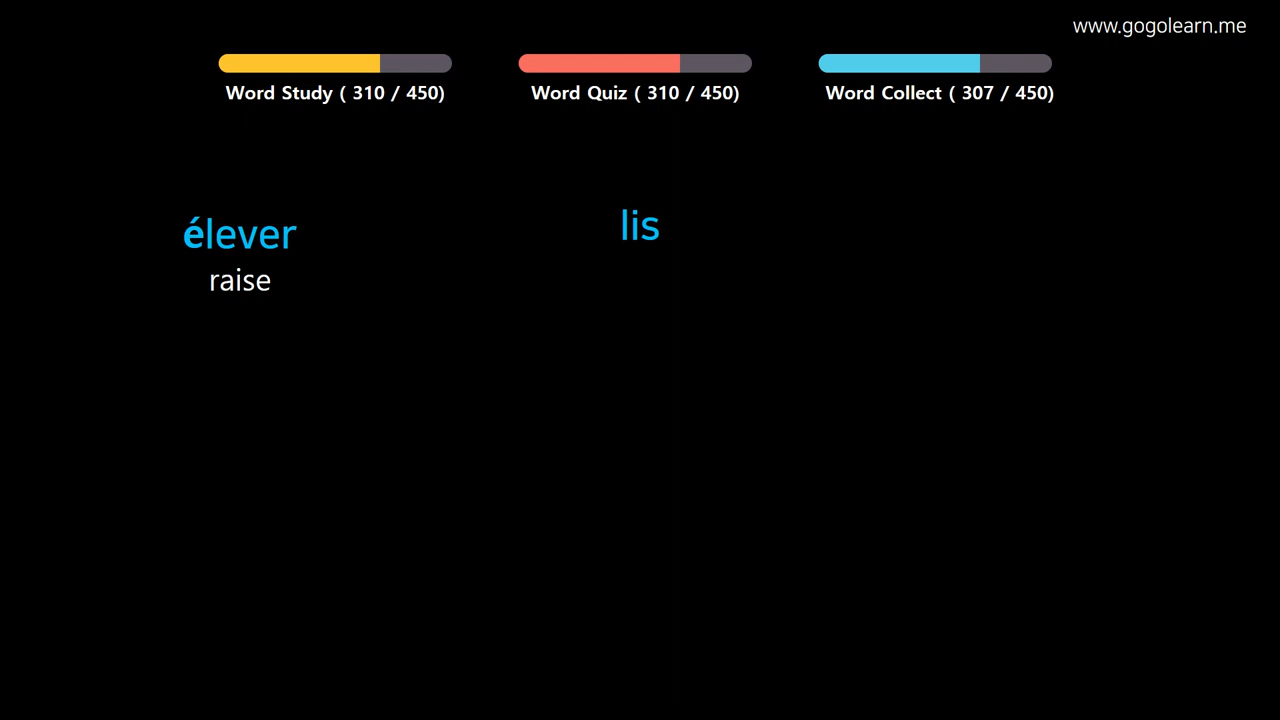 www.gogolearn.me
Word Study ( 310 / 450)
Word Quiz ( 310 / 450)
Word Collect ( 307 / 450)
élever
raise
lis